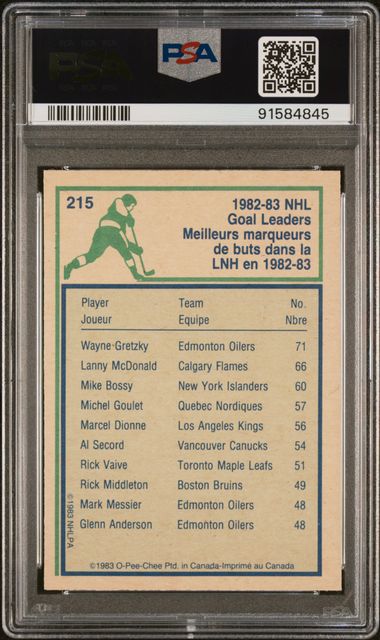 PSA
91584845
215
1982-83 NHL
Goal Leaders
Meilleurs marqueurs
de buts dans la
LNH en 1982-83
Player Team No.
Joueur Equipe Nbre
Wayne Gretzky Edmonton Oilers 71
Lanny McDonald Calgary Flames 66
Mike Bossy New York Islanders 60
Michel Goulet Quebec Nordiques 57
Marcel Dionne Los Angeles Kings 56
Al Secord Vancouver Canucks 54
Rick Vaive Toronto Maple Leafs 51
Rick Middleton Boston Bruins 49
Mark Messier Edmonton Oilers 48
Glenn Anderson Edmonton Oilers 48
©1983 NHLPA
©1983 O-Pee-Chee Ptd. in Canada-Imprimé au Canada